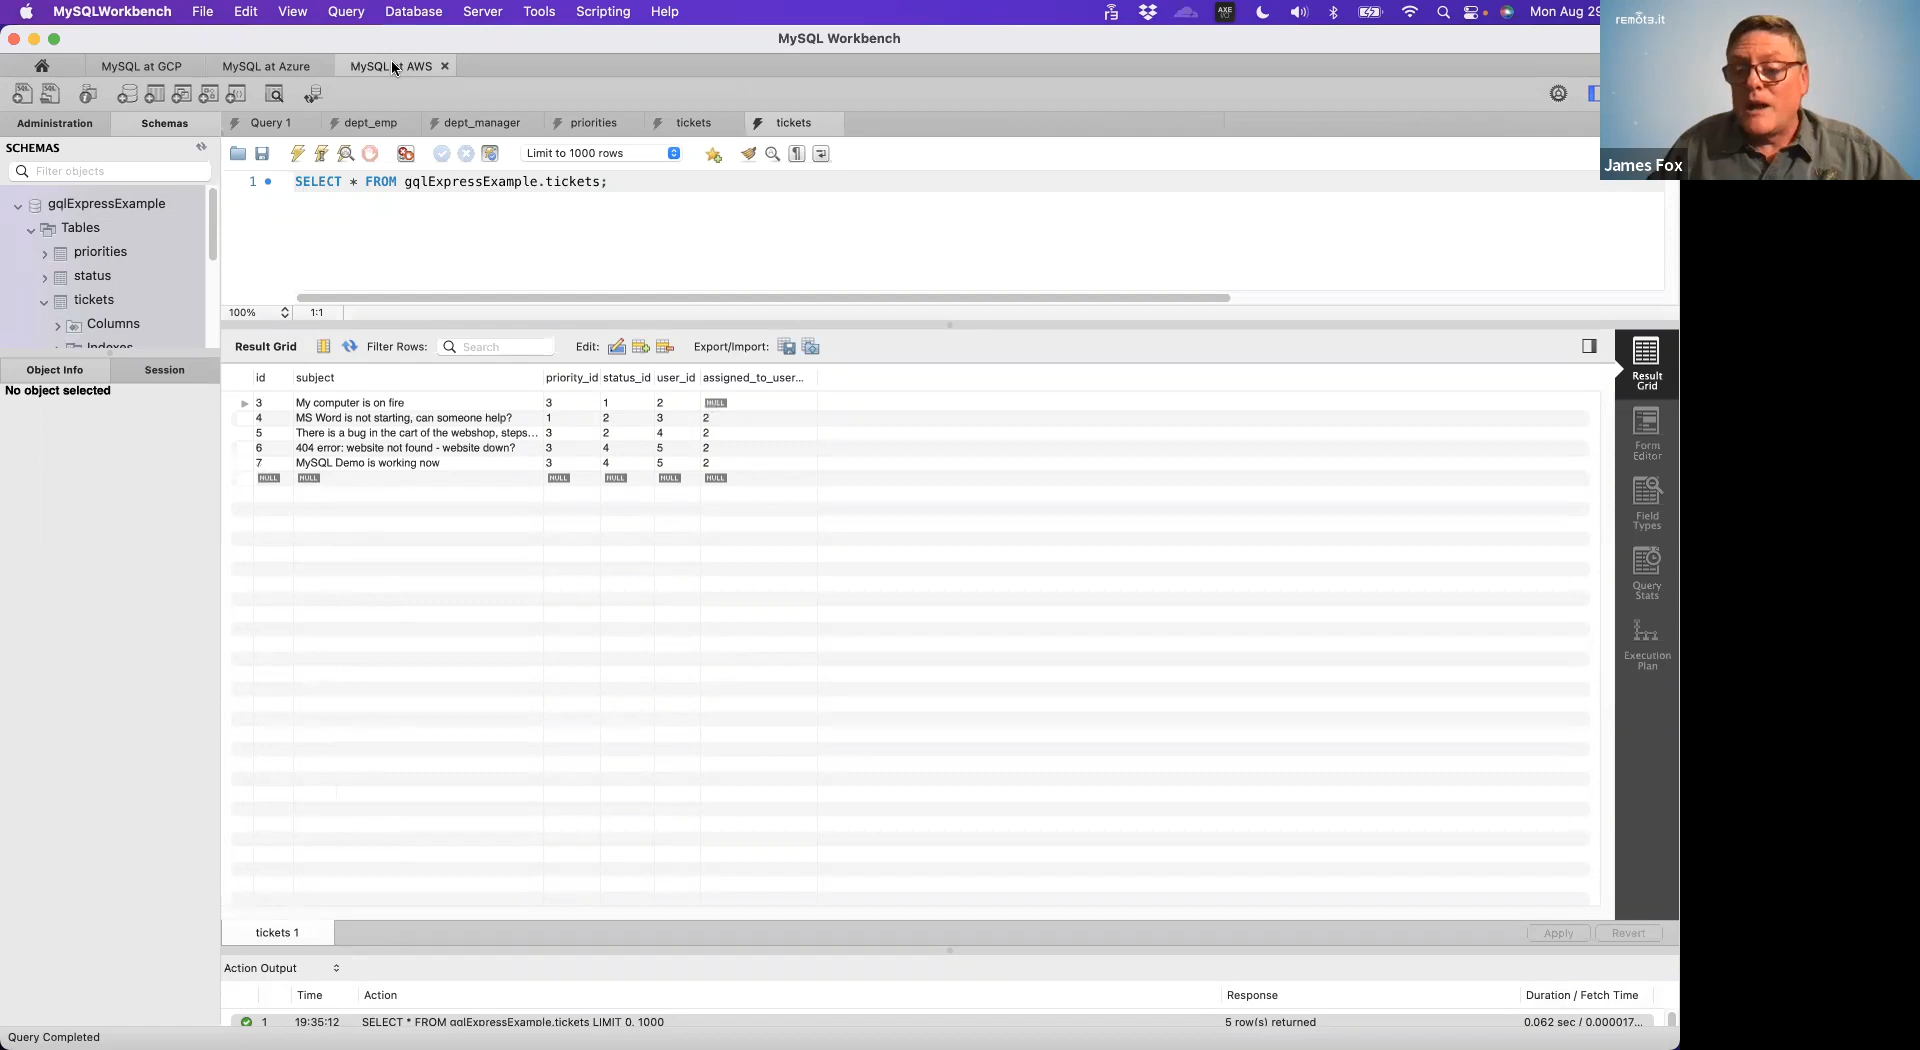 MySQLWorkbench File Edit View Query Database Server Tools Scripting Help Mon Aug 29
remote.it
MySQL Workbench
MySQL at GCP MySQL at Azure MySQL at AWS
Administration Schemas Query 1 dept_emp dept_manager priorities tickets tickets
SCHEMAS
Limit to 1000 rows
Filter objects
James Fox
1 SELECT * FROM gqlExpressExample.tickets;
gqlExpressExample
Tables
priorities
status
tickets
Columns
Indexes
100% 1:1
Result Grid Filter Rows: Search Edit: Export/Import:
Object Info Session
No object selected
id subject priority_id status_id user_id assigned_to_user...
3 My computer is on fire 3 1 2 NULL
4 MS Word is not starting, can someone help? 1 2 3 2
5 There is a bug in the cart of the webshop, steps... 3 2 4 2
6 404 error: website not found - website down? 3 4 5 2
7 MySQL Demo is working now 3 4 5 2
NULL NULL NULL NULL NULL NULL
Result
Grid
Form
Editor
Field
Types
Query
Stats
Execution
Plan
tickets 1 Apply Revert
Action Output
Time Action Response Duration / Fetch Time
1 19:35:12 SELECT * FROM gqlExpressExample.tickets LIMIT 0, 1000 5 row(s) returned 0.062 sec / 0.000017...
Query Completed